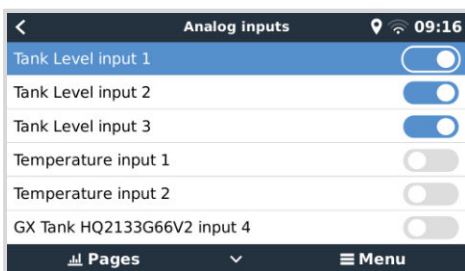 Analog inputs 09:16
Tank Level input 1
Tank Level input 2
Tank Level input 3
Temperature input 1
Temperature input 2
GX Tank HQ2133G66V2 input 4
Pages Menu